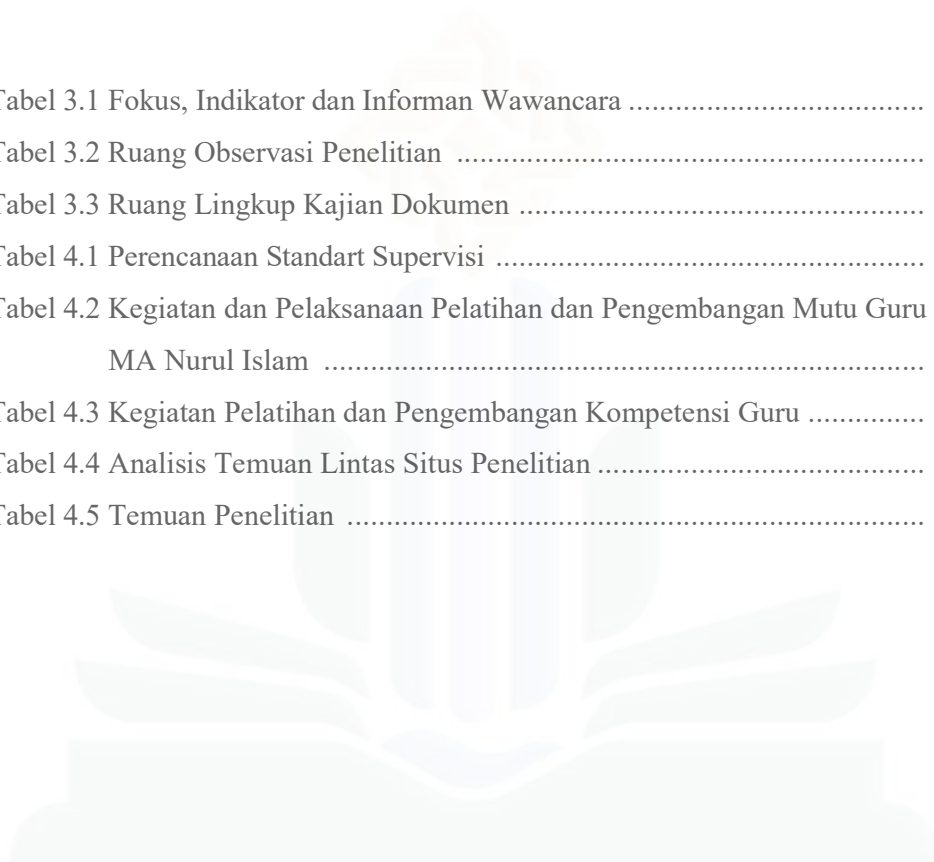 Tabel 3.1 Fokus, Indikator dan Informan Wawancara .....................................
Tabel 3.2 Ruang Observasi Penelitian ...........................................................
Tabel 3.3 Ruang Lingkup Kajian Dokumen ...................................................
Tabel 4.1 Perencanaan Standart Supervisi ......................................................
Tabel 4.2 Kegiatan dan Pelaksanaan Pelatihan dan Pengembangan Mutu Guru
MA Nurul Islam ...........................................................................
Tabel 4.3 Kegiatan Pelatihan dan Pengembangan Kompetensi Guru ...............
Tabel 4.4 Analisis Temuan Lintas Situs Penelitian .........................................
Tabel 4.5 Temuan Penelitian .........................................................................